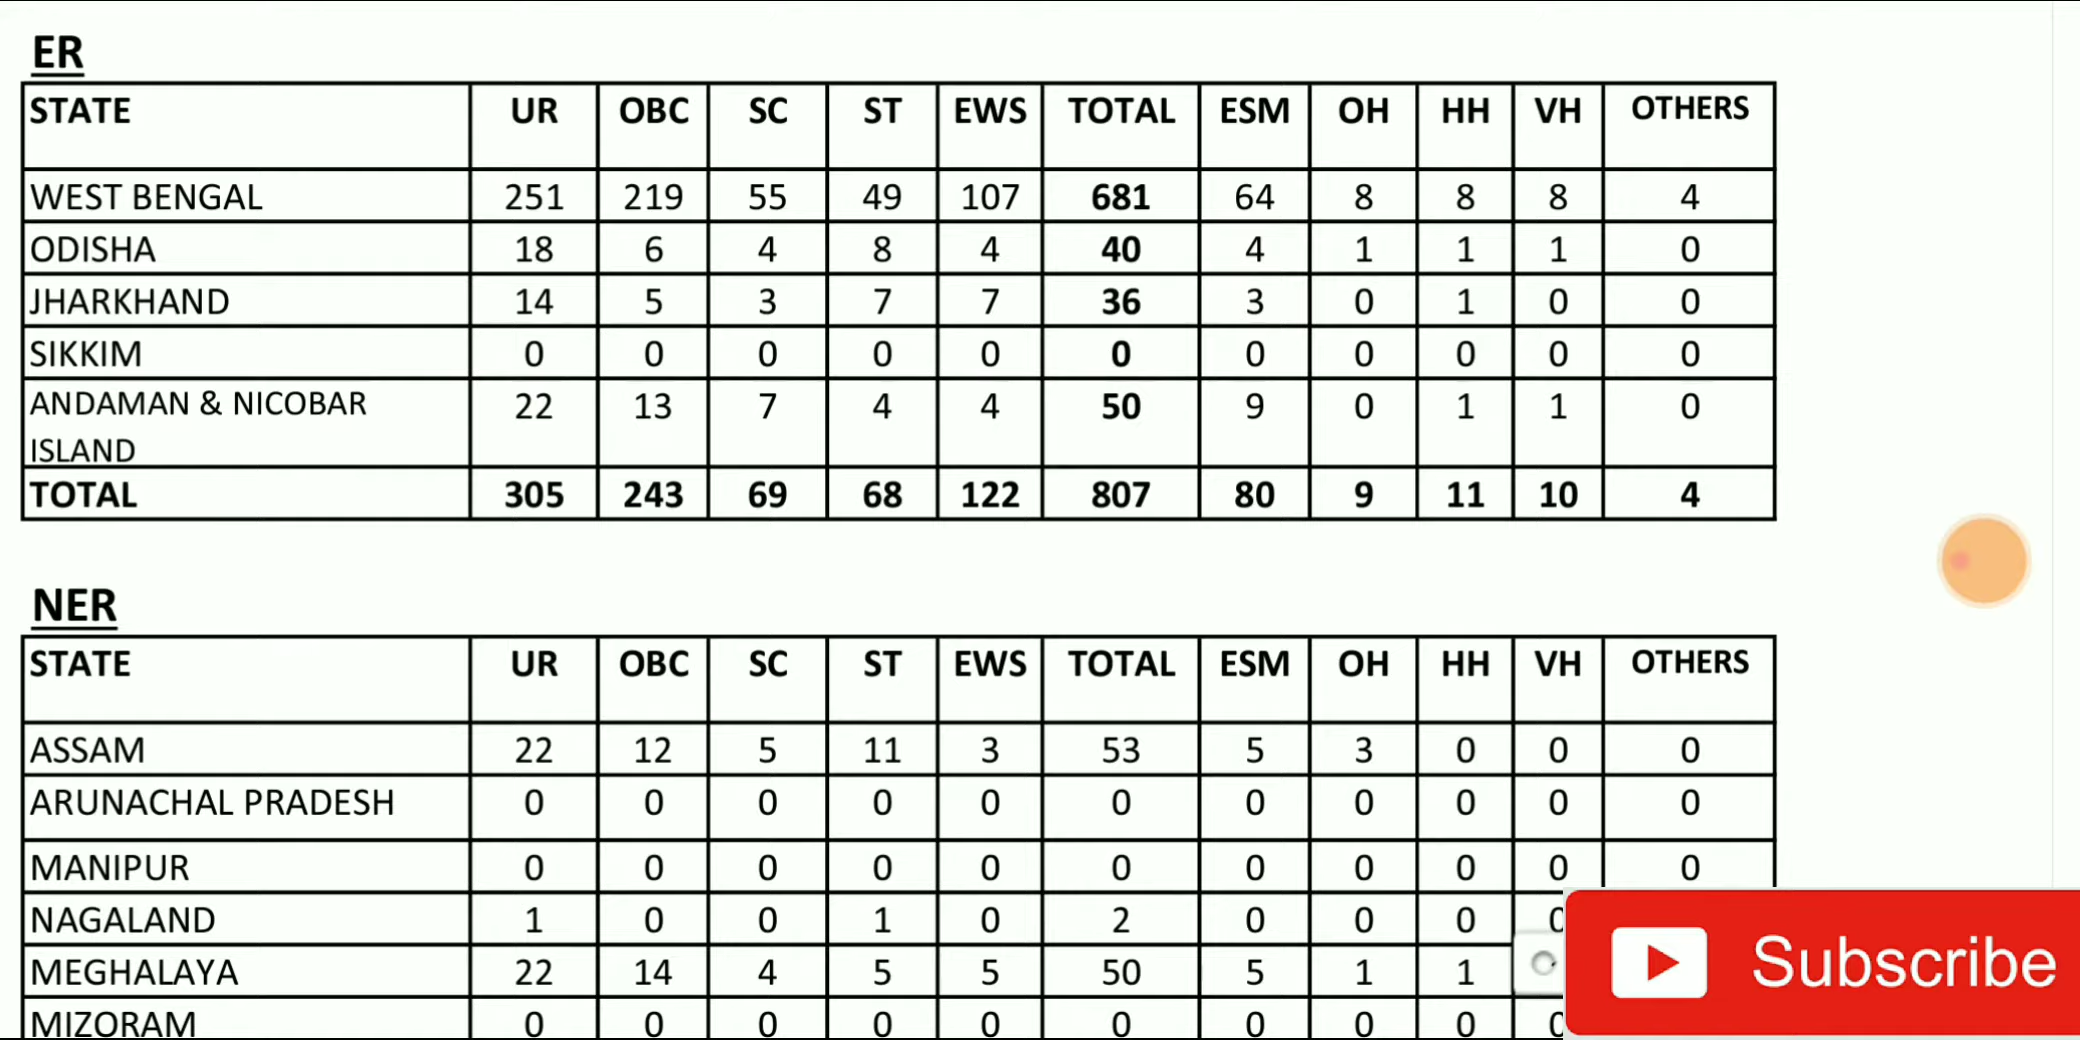 ER
STATE UR OBC SC ST EWS TOTAL ESM OH HH VH OTHERS
WEST BENGAL 251 219 55 49 107 681 64 8 8 8 4
ODISHA 18 6 4 8 4 40 4 1 1 1 0
JHARKHAND 14 5 3 7 7 36 3 0 1 0 0
SIKKIM 0 0 0 0 0 0 0 0 0 0 0
ANDAMAN & NICOBAR 22 13 7 4 4 50 9 0 1 1 0
ISLAND
TOTAL 305 243 69 68 122 807 80 9 11 10 4
NER
STATE UR OBC SC ST EWS TOTAL ESM OH HH VH OTHERS
ASSAM 22 12 5 11 3 53 5 3 0 0 0
ARUNACHAL PRADESH 0 0 0 0 0 0 0 0 0 0 0
MANIPUR 0 0 0 0 0 0 0 0 0 0 0
NAGALAND 1 0 0 1 0 2 0 0 0 0
MEGHALAYA 22 14 4 5 5 50 5 1 1
MIZORAM 0 0 0 0 0 0 0 0 0 0
Subscribe